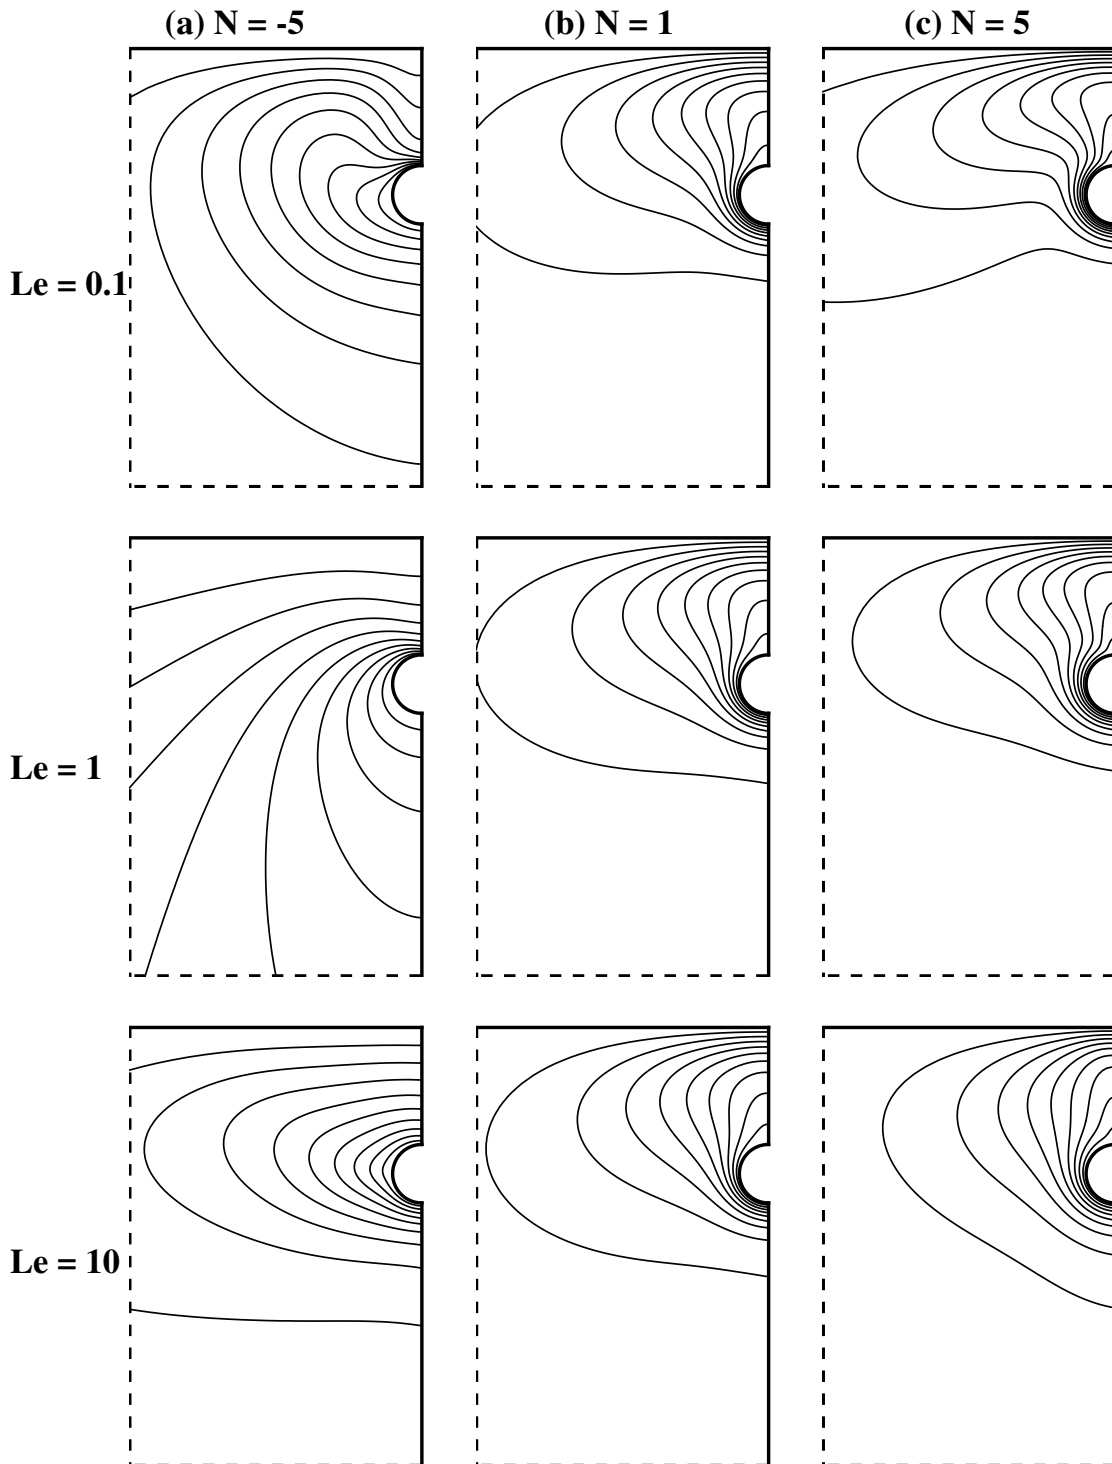 (a) N = -5
(b) N = 1
(c) N = 5
Le = 0.1
Le = 1
Le = 10